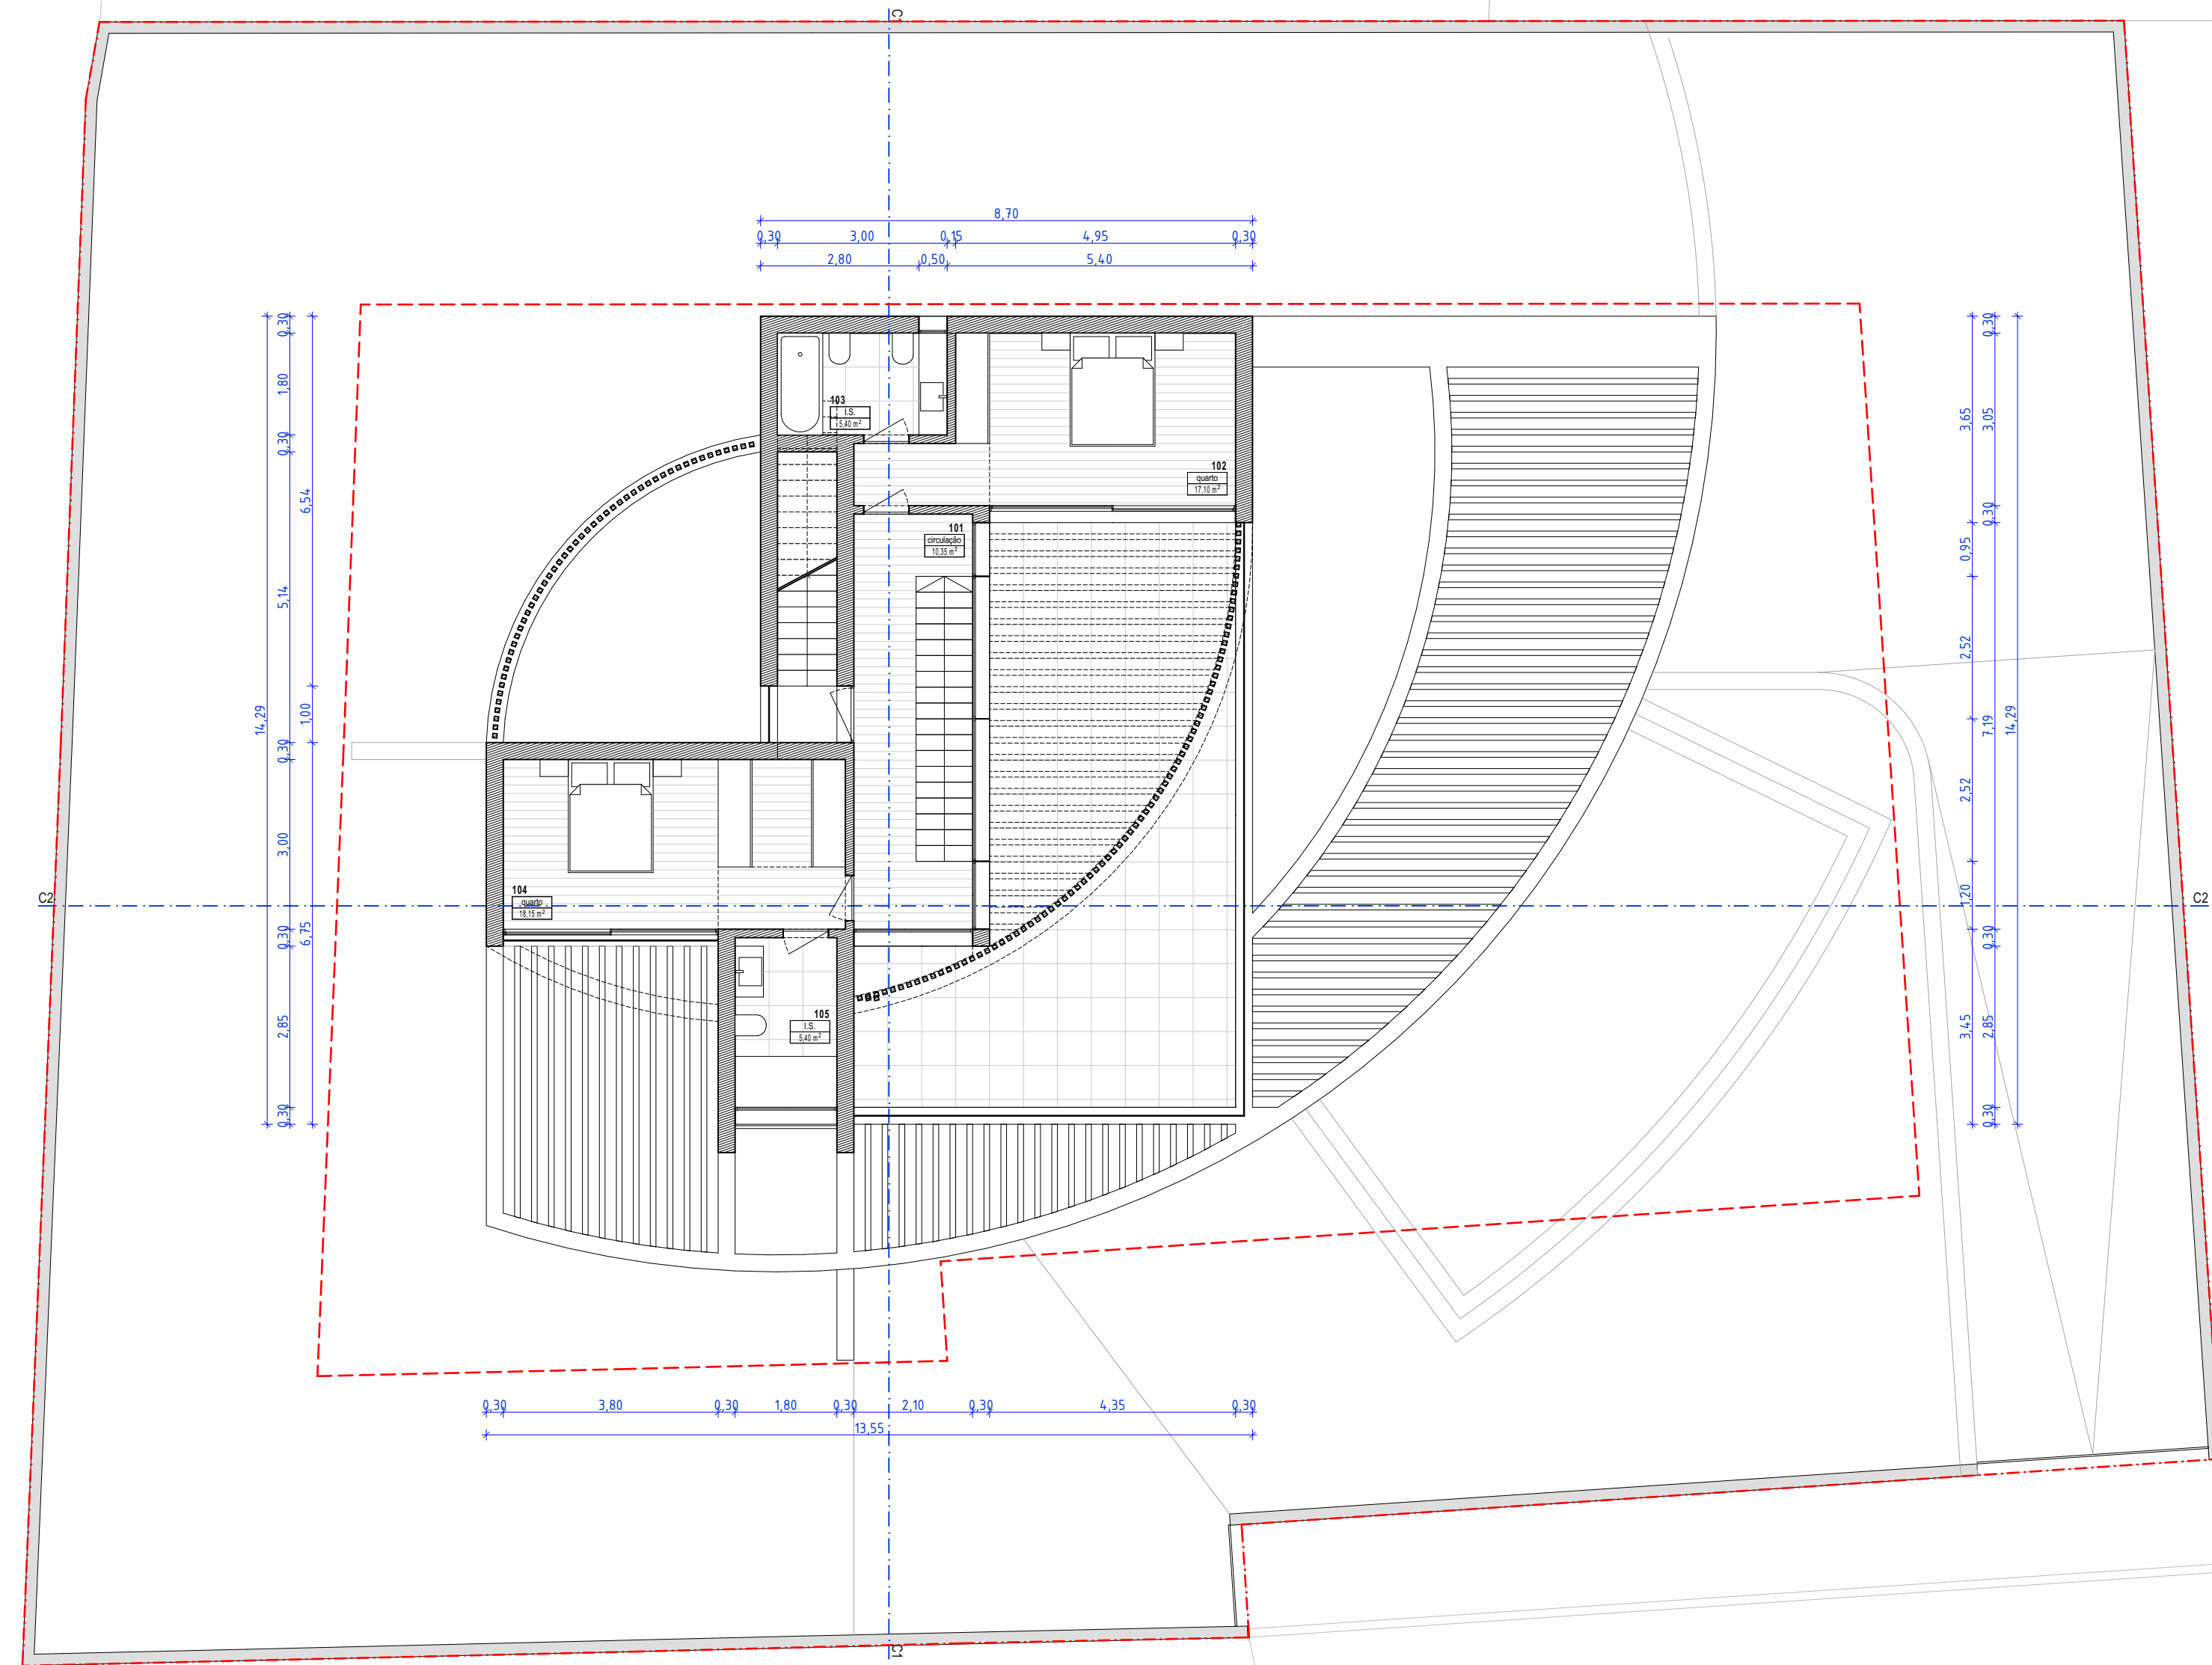 C1
8,70
0,30 3,00 0,15 4,95 0,30
2,80 0,50 5,40
103
I.S.
5,40 m²
102
quarto
17,10 m²
101
circulação
10,35 m²
104
quarto
18,15 m²
105
I.S.
5,40 m²
14,29
0,30
1,80
0,30
5,14
0,30
3,00
0,30
2,85
0,30
6,54
1,00
6,75
3,65
0,95
2,52
2,52
1,20
3,45
0,30
3,05
0,30
7,19
0,30
2,85
0,30
14,29
C2
C2
0,30 3,80 0,30 1,80 0,30 2,10 0,30 4,35 0,30
13,55
C1